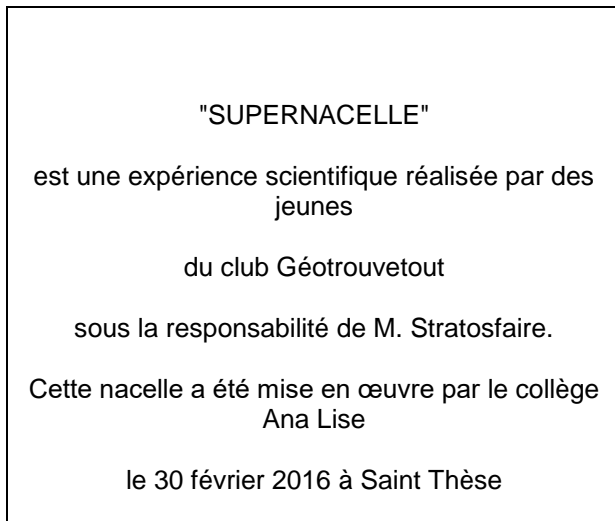 "SUPERNACELLE"
est une expérience scientifique réalisée par des
jeunes
du club Géotrouvetout
sous la responsabilité de M. Stratosfaire.
Cette nacelle a été mise en œuvre par le collège
Ana Lise
le 30 février 2016 à Saint Thèse